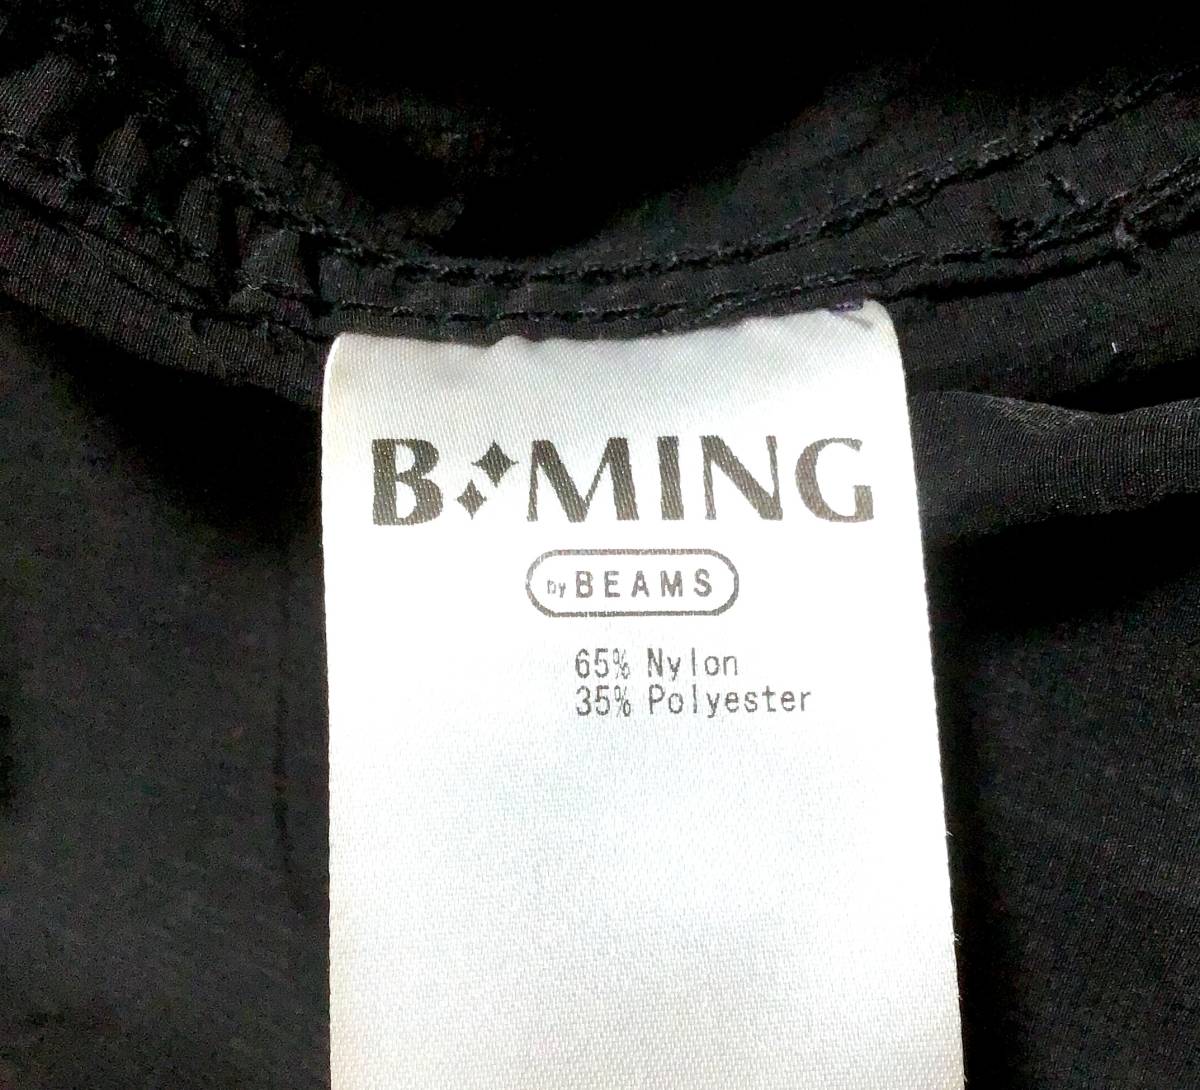 B:MING
by BEAMS
65% Nylon
35% Polyester